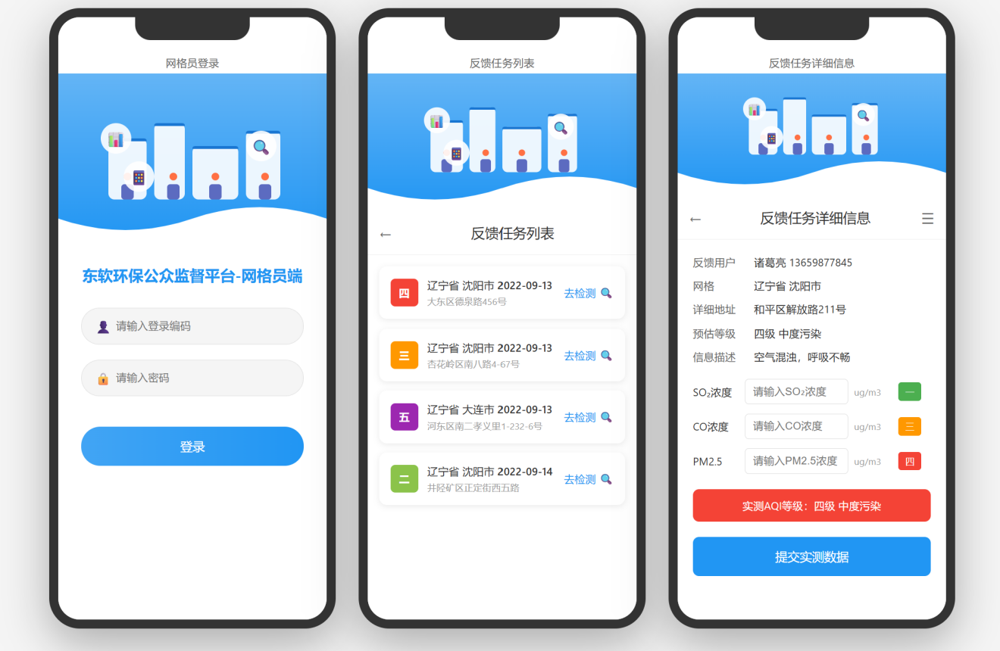 网格员登录
东软环保公众监督平台-网格员端
请输入登录编码
请输入密码
登录
反馈任务列表
← 反馈任务列表
四 辽宁省 沈阳市 2022-09-13 去检测
大东区德泉路456号
三 辽宁省 沈阳市 2022-09-13 去检测
杏花岭区南八路4-67号
五 辽宁省 大连市 2022-09-13 去检测
河东区南二孝义里1-232-6号
二 辽宁省 沈阳市 2022-09-14 去检测
井陉矿区正定街西五路
反馈任务详细信息
← 反馈任务详细信息 ☰
反馈用户 诸葛亮 13659877845
网格 辽宁省 沈阳市
详细地址 和平区解放路211号
预估等级 四级 中度污染
信息描述 空气混浊，呼吸不畅
SO₂浓度 请输入SO₂浓度 ug/m3 一
CO浓度 请输入CO浓度 ug/m3 三
PM2.5 请输入PM2.5浓度 ug/m3 四
实测AQI等级：四级 中度污染
提交实测数据